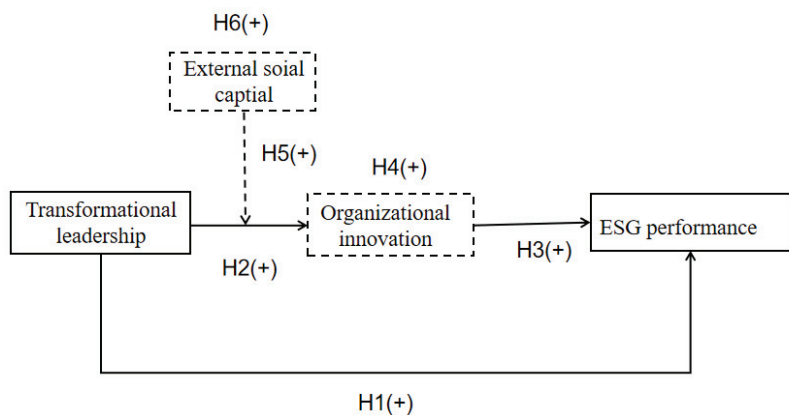 H6(+)
External soial
captial
H5(+)
H4(+)
Transformational
leadership
Organizational
innovation
ESG performance
H2(+)
H3(+)
H1(+)